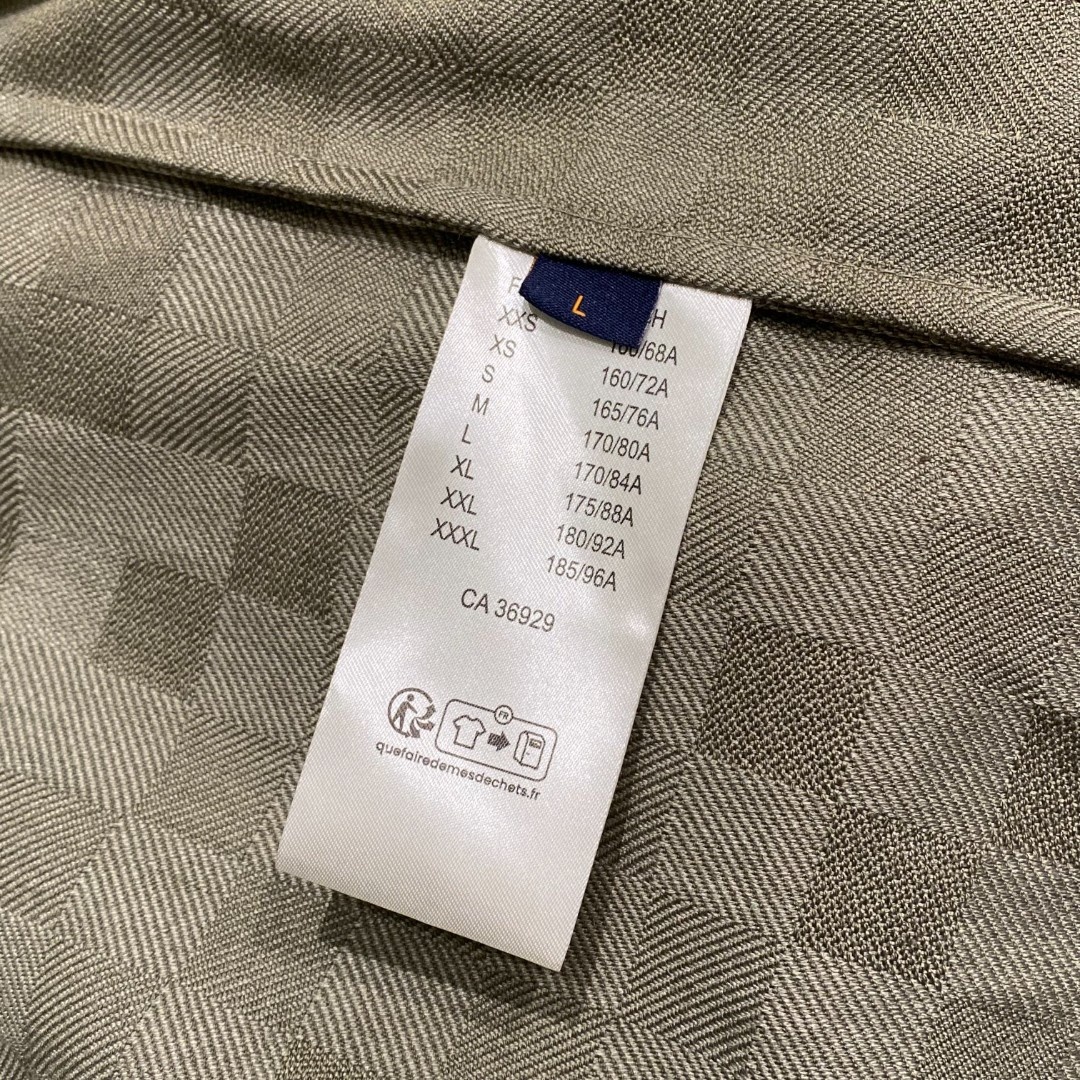 L
XXS
XS 160/72A
S 165/76A
M 170/80A
L 170/84A
XL 175/88A
XXL 180/92A
XXXL 185/96A
CA 36929
FR
quefairedemesdechets.fr